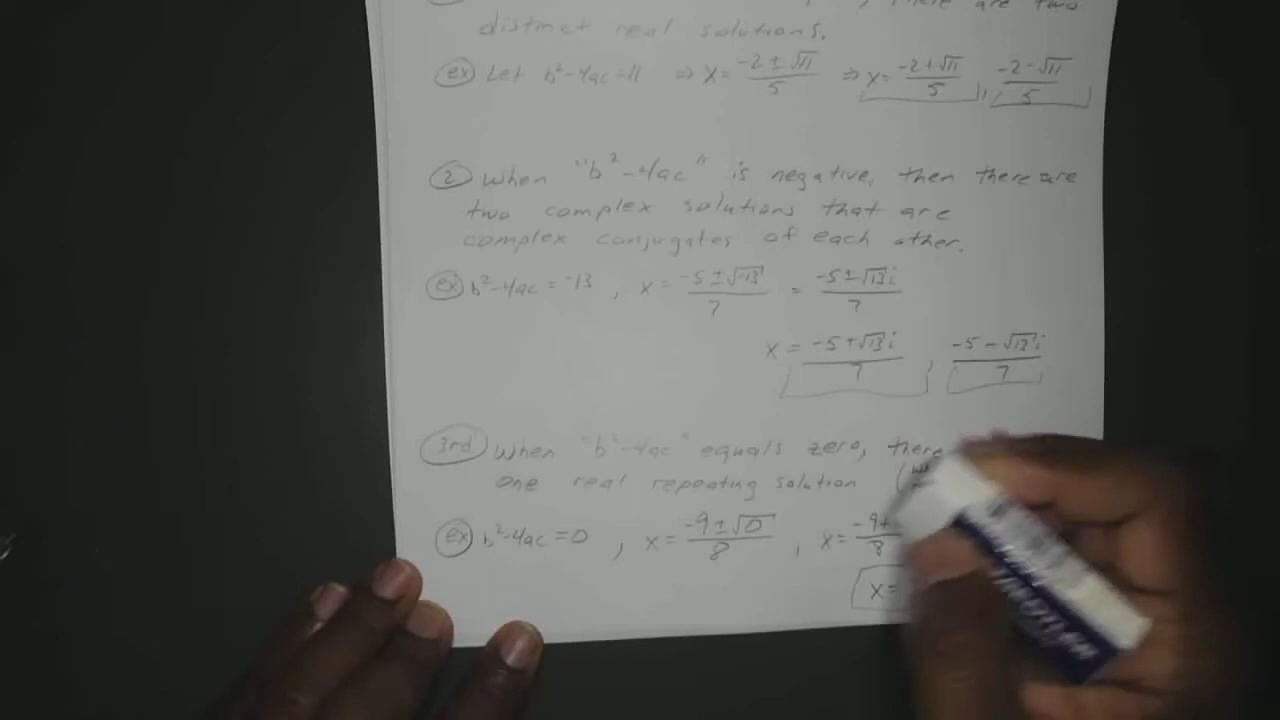 , There are two
distinct real solutions.
(ex) Let b²-4ac=11 ⇒ x= (-2±√11)/5 ⇒ x= (-2+√11)/5 , (-2-√11)/5
(2) When "b²-4ac" is negative, then there are
two complex solutions that are
complex conjugates of each other.
(ex) b²-4ac = -13 , x = (-5±√-13)/7 = (-5±√13 i)/7
x = (-5+√13 i)/7 , (-5-√13 i)/7
(3rd) When "b²-4ac" equals zero, there
one real repeating solution
(ex) b²-4ac = 0 , x = (-9±√0)/8 , x=
x=